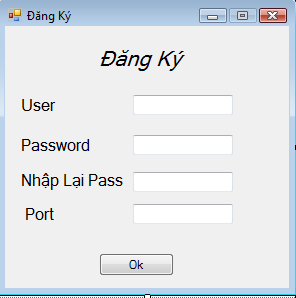 Đăng Ký
Đăng Ký
User
Password
Nhập Lại Pass
Port
Ok